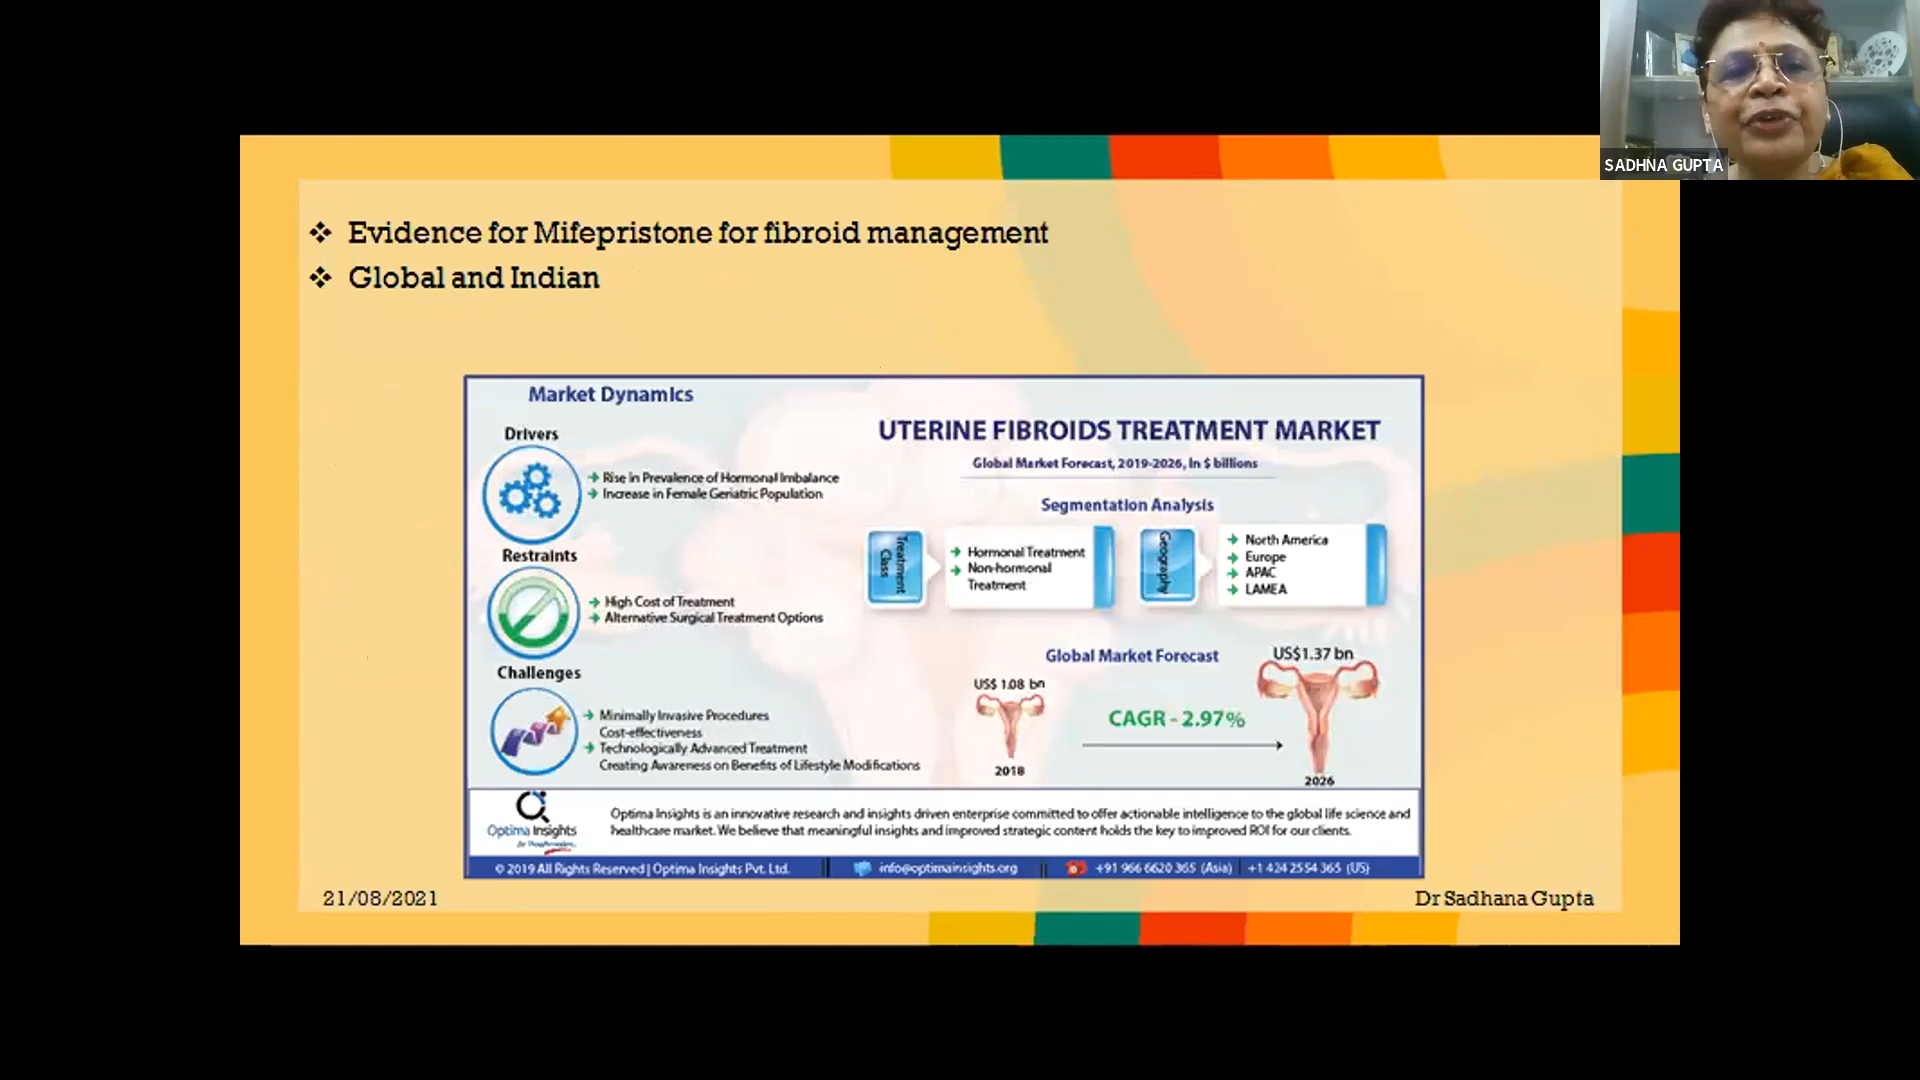 SADHNA GUPTA
❖ Evidence for Mifepristone for fibroid management
❖ Global and Indian
Market Dynamics
Drivers
Rise in Prevalence of Hormonal Imbalance
Increase in Female Geriatric Population
Restraints
High Cost of Treatment
Alternative Surgical Treatment Options
Challenges
Minimally Invasive Procedures
Cost-effectiveness
Technologically Advanced Treatment
Creating Awareness on Benefits of Lifestyle Modifications
UTERINE FIBROIDS TREATMENT MARKET
Global Market Forecast, 2019-2026, In $ billions
Segmentation Analysis
Treatment
Class
Hormonal Treatment
Non-hormonal
Treatment
Geography
North America
Europe
APAC
LAMEA
Global Market Forecast
US$ 1.08 bn
2018
CAGR - 2.97%
US$1.37 bn
2026
Optima Insights
Optima Insights is an innovative research and insights driven enterprise committed to offer actionable intelligence to the global life science and
healthcare market. We believe that meaningful insights and improved strategic content holds the key to improved ROI for our clients.
© 2019 All Rights Reserved | Optima Insights Pvt. Ltd.
info@optimainsights.org
+91 966 6620 365 (Asia)
+1 424 2554 365 (US)
21/08/2021
Dr Sadhana Gupta